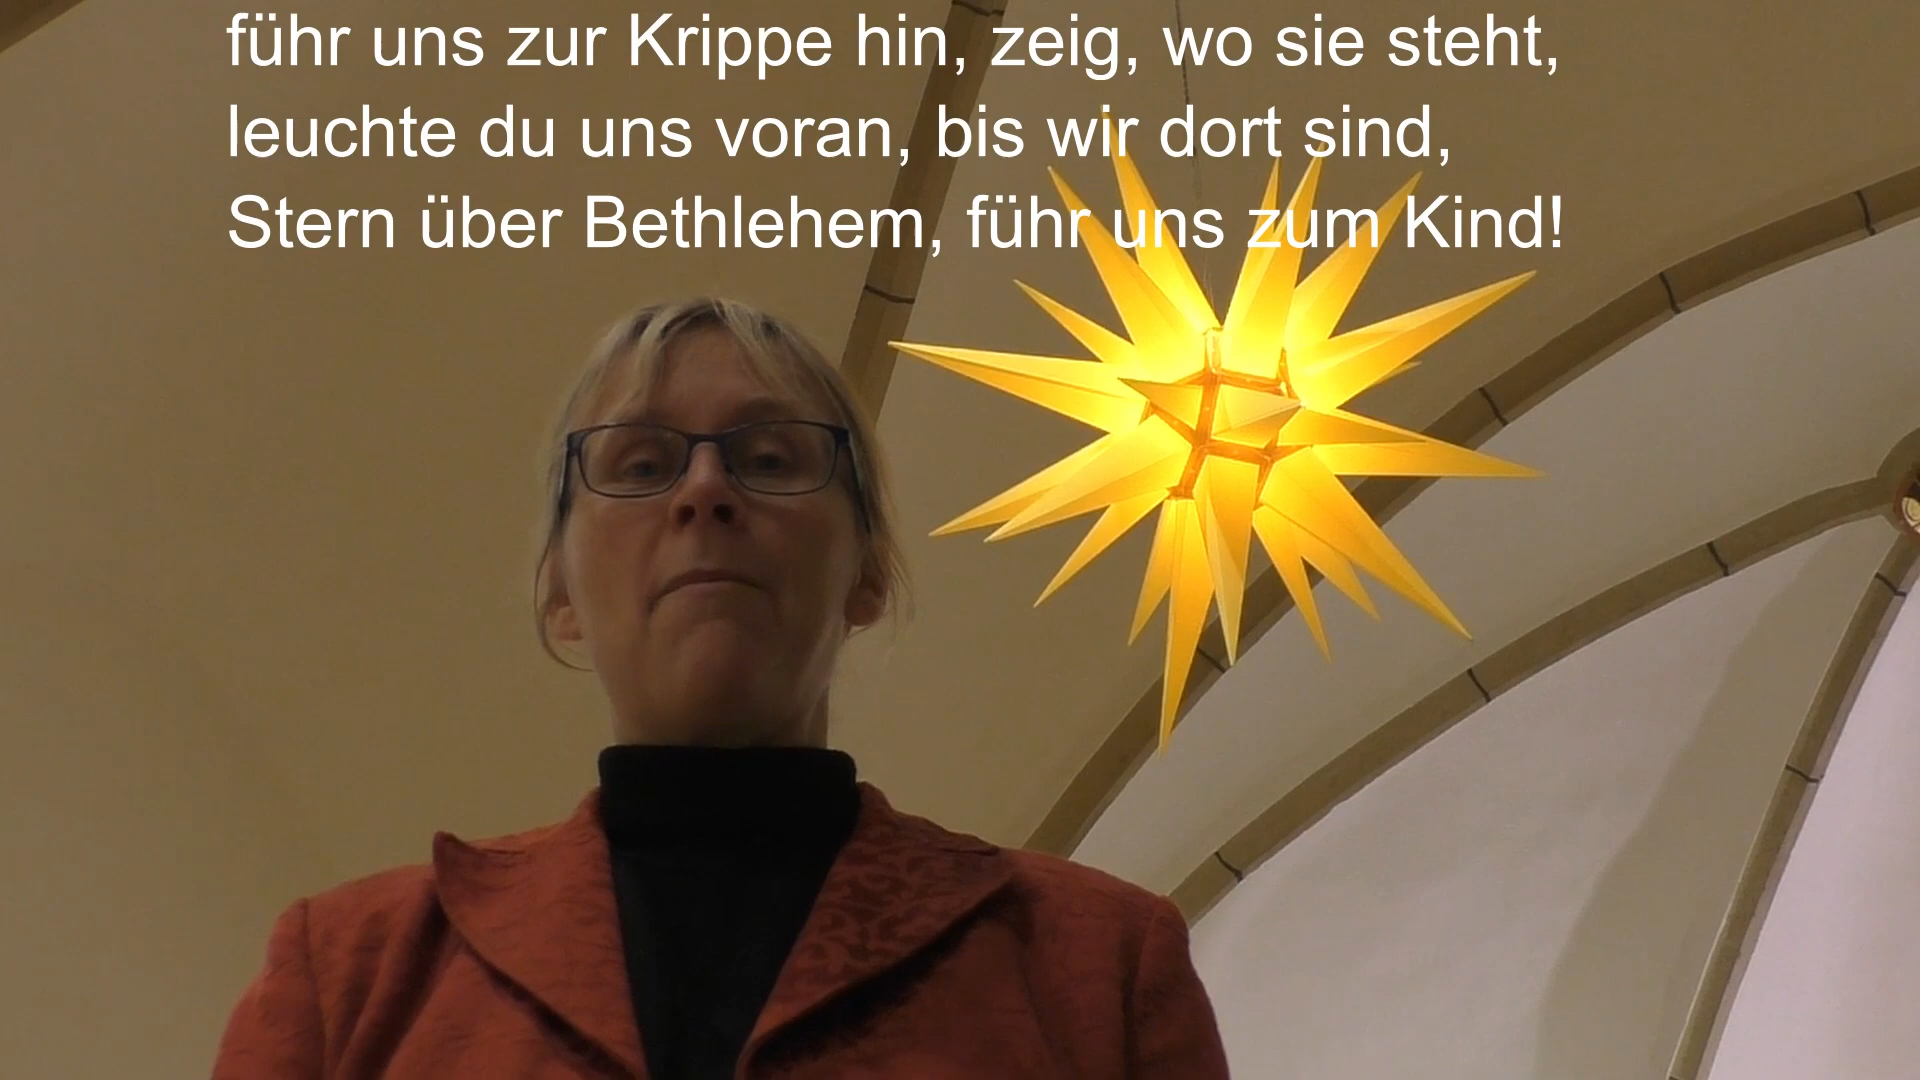 führ uns zur Krippe hin, zeig, wo sie steht,
leuchte du uns voran, bis wir dort sind,
Stern über Bethlehem, führ uns zum Kind!